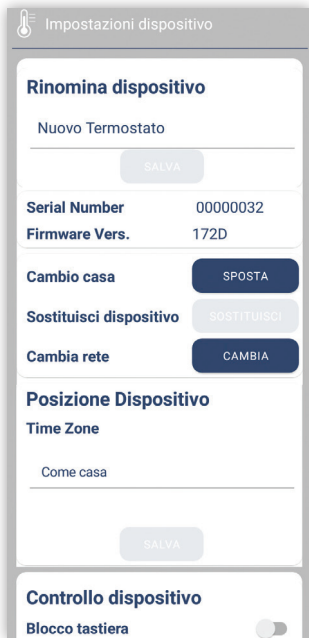 Impostazioni dispositivo
Rinomina dispositivo
Nuovo Termostato
SALVA
Serial Number 00000032
Firmware Vers. 172D
Cambio casa SPOSTA
Sostituisci dispositivo SOSTITUISCI
Cambia rete CAMBIA
Posizione Dispositivo
Time Zone
Come casa
SALVA
Controllo dispositivo
Blocco tastiera